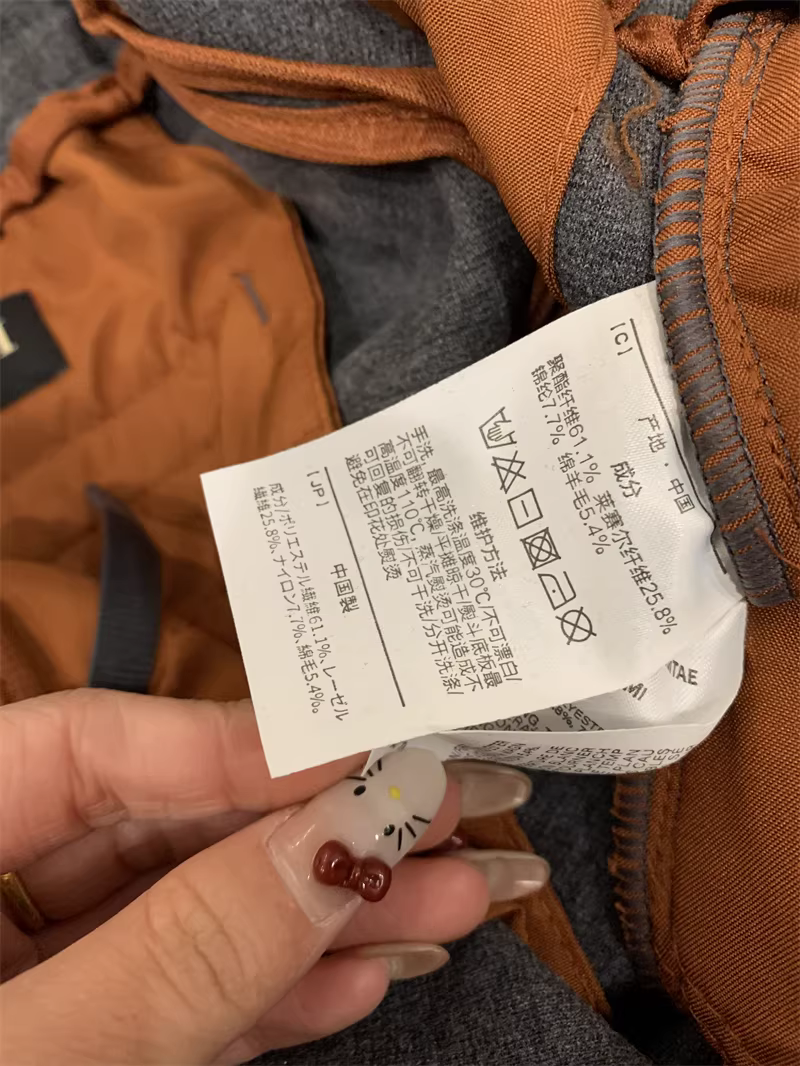 [C]
产地:中国
成分
聚酯纤维61.1% 莱赛尔纤维25.8%
锦纶7.7% 绵羊毛5.4%
维护方法
手洗,最高洗涤温度30℃/不可漂白/
不可翻转干燥/平摊晾干/熨斗底板最
高温度110℃,蒸汽熨烫可能造成不
可回复的损伤/不可干洗/分开洗涤/
避免在印花处熨烫
[JP]
中国製
成分/ポリエステル繊維61.1%、レーゼル
繊維25.8%、ナイロン7.7%、綿毛5.4%。